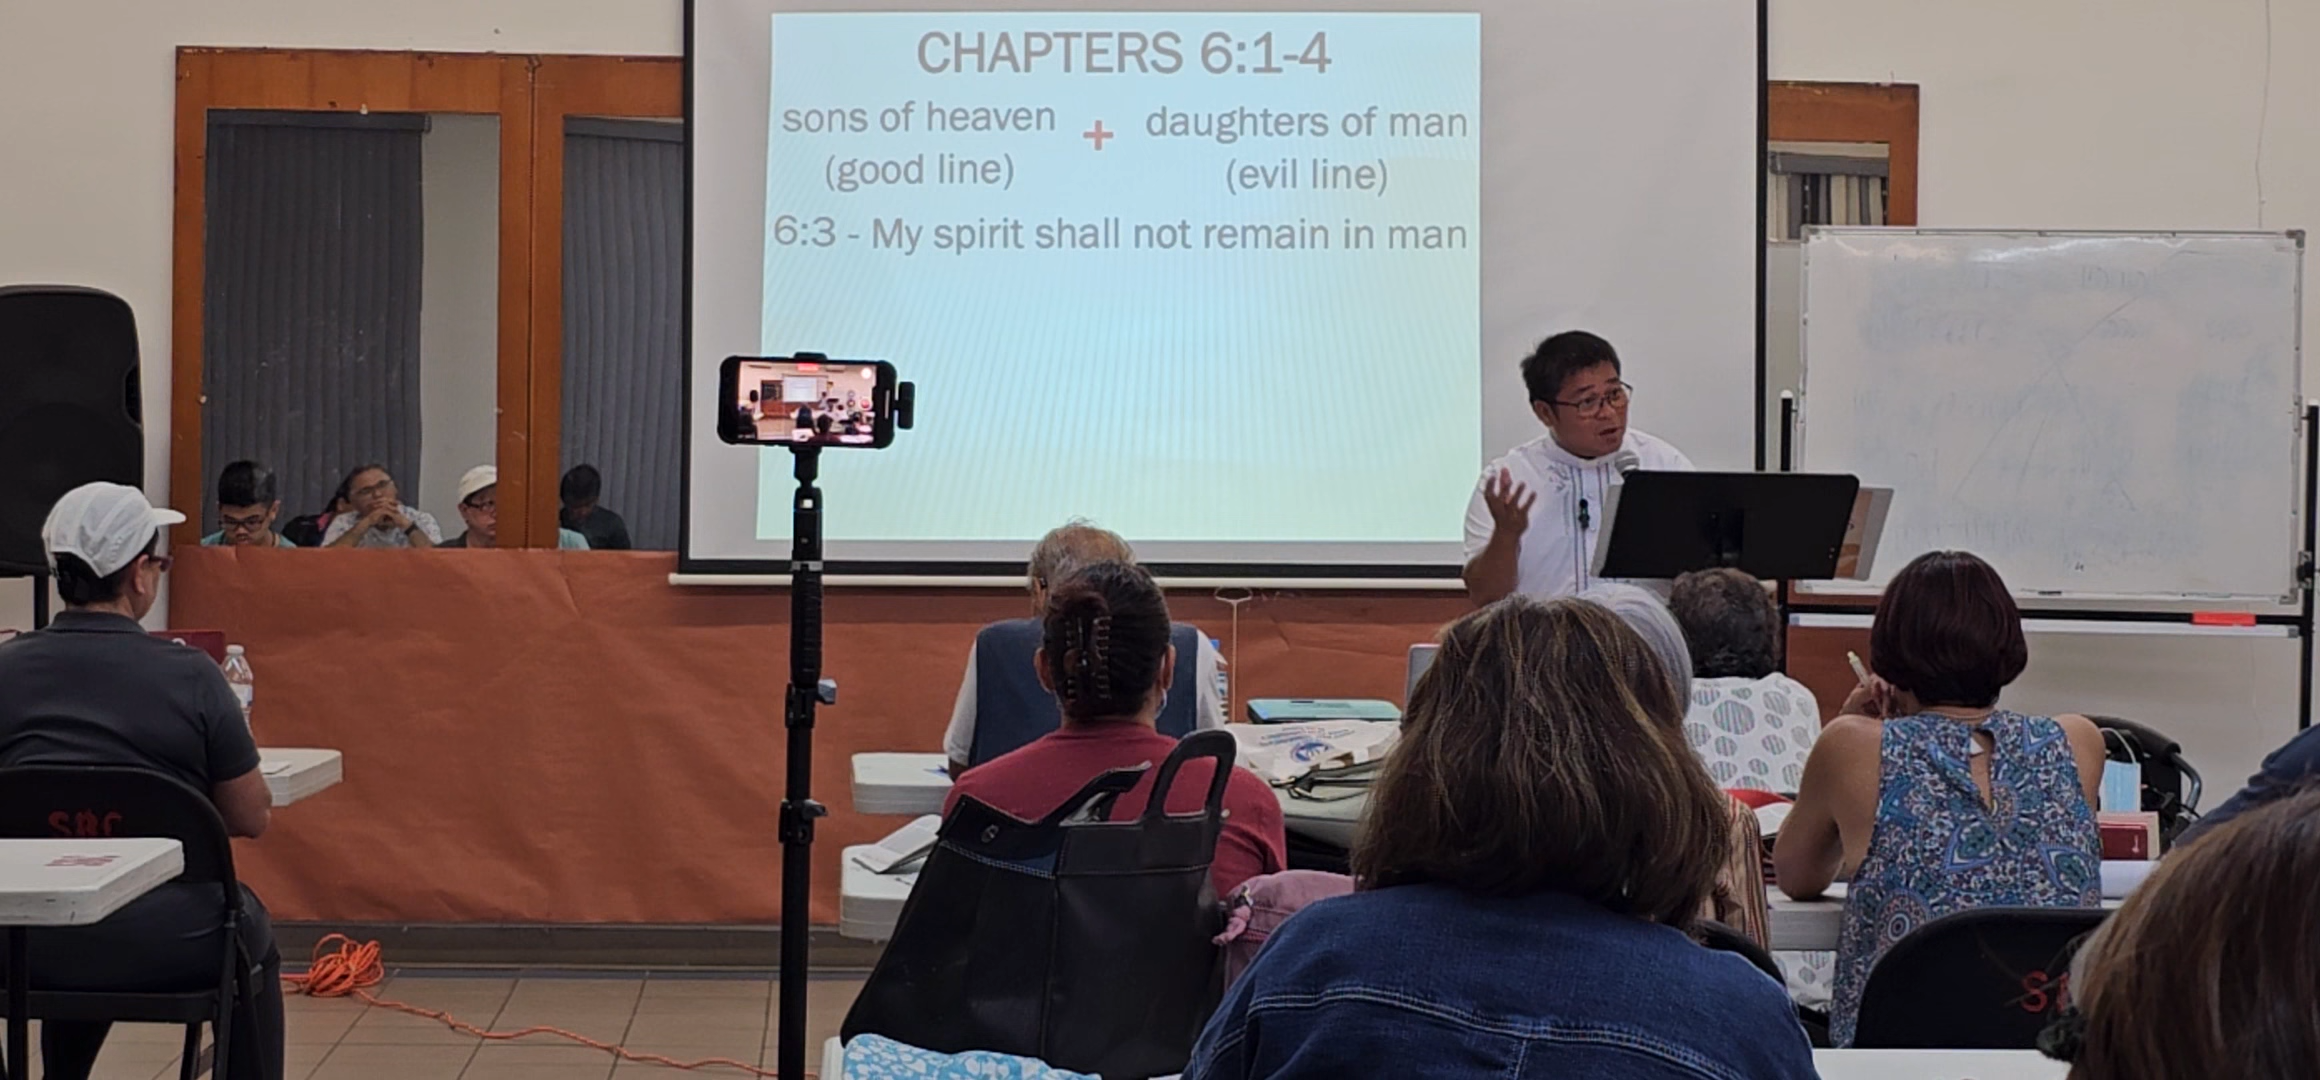 CHAPTERS 6:1-4
sons of heaven + daughters of man
(good line) (evil line)
6:3 - My spirit shall not remain in man